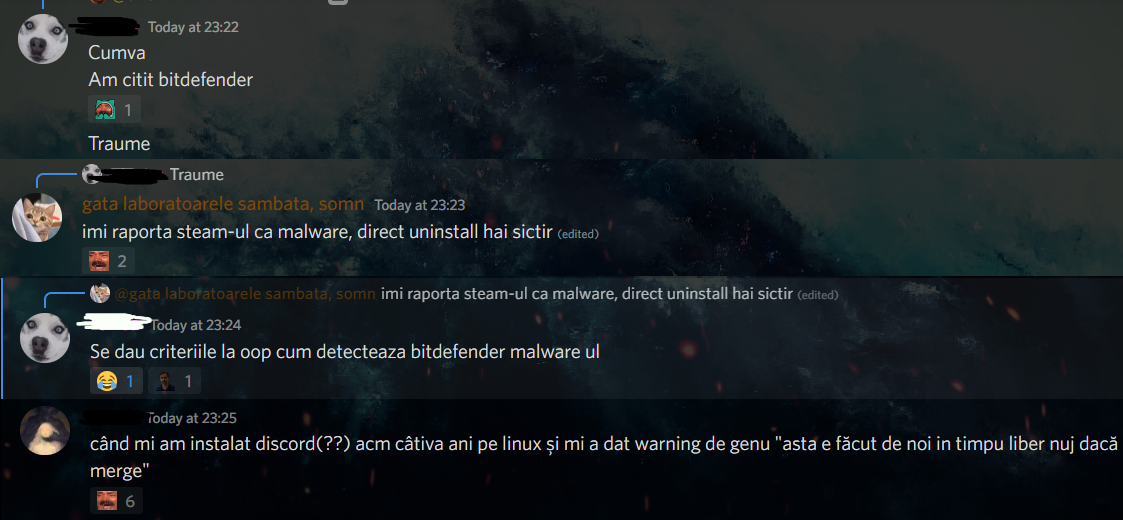 Today at 23:22
Cumva
Am citit bitdefender
1
Traume
Traume
gata laboratoarele sambata, somn Today at 23:23
imi raporta steam-ul ca malware, direct uninstall hai sictir (edited)
2
@gata laboratoarele sambata, somn imi raporta steam-ul ca malware, direct uninstall hai sictir (edited)
Today at 23:24
Se dau criteriile la oop cum detecteaza bitdefender malware ul
1 1
Today at 23:25
când mi am instalat discord(??) acm câtiva ani pe linux și mi a dat warning de genu "asta e făcut de noi in timpu liber nuj dacă
merge"
6